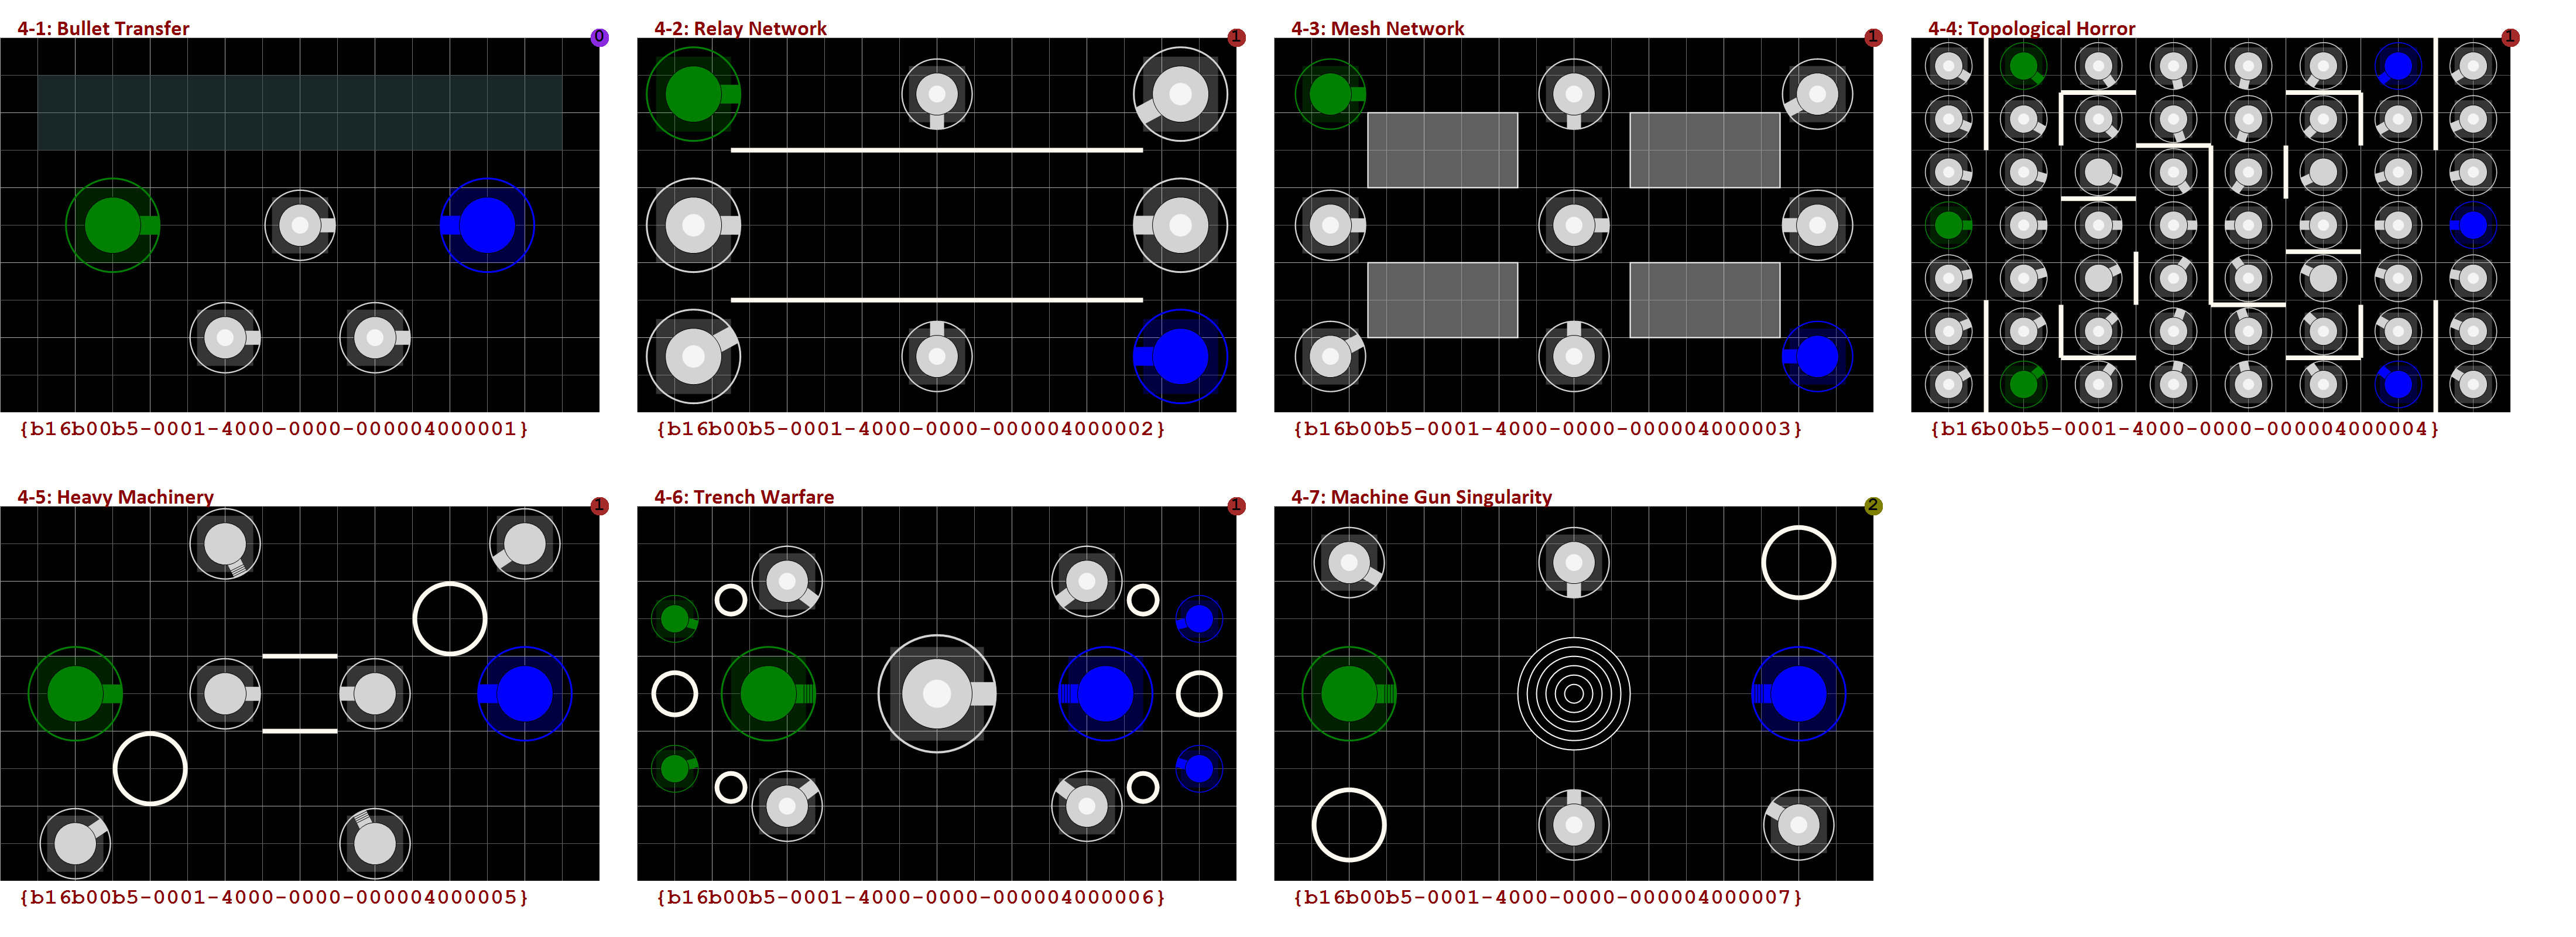 4-1: Bullet Transfer
0
4-2: Relay Network
1
4-3: Mesh Network
1
4-4: Topological Horror
1
{b16b00b5-0001-4000-0000-000004000001}
{b16b00b5-0001-4000-0000-000004000002}
{b16b00b5-0001-4000-0000-000004000003}
{b16b00b5-0001-4000-0000-000004000004}
4-5: Heavy Machinery
1
4-6: Trench Warfare
1
4-7: Machine Gun Singularity
2
{b16b00b5-0001-4000-0000-000004000005}
{b16b00b5-0001-4000-0000-000004000006}
{b16b00b5-0001-4000-0000-000004000007}